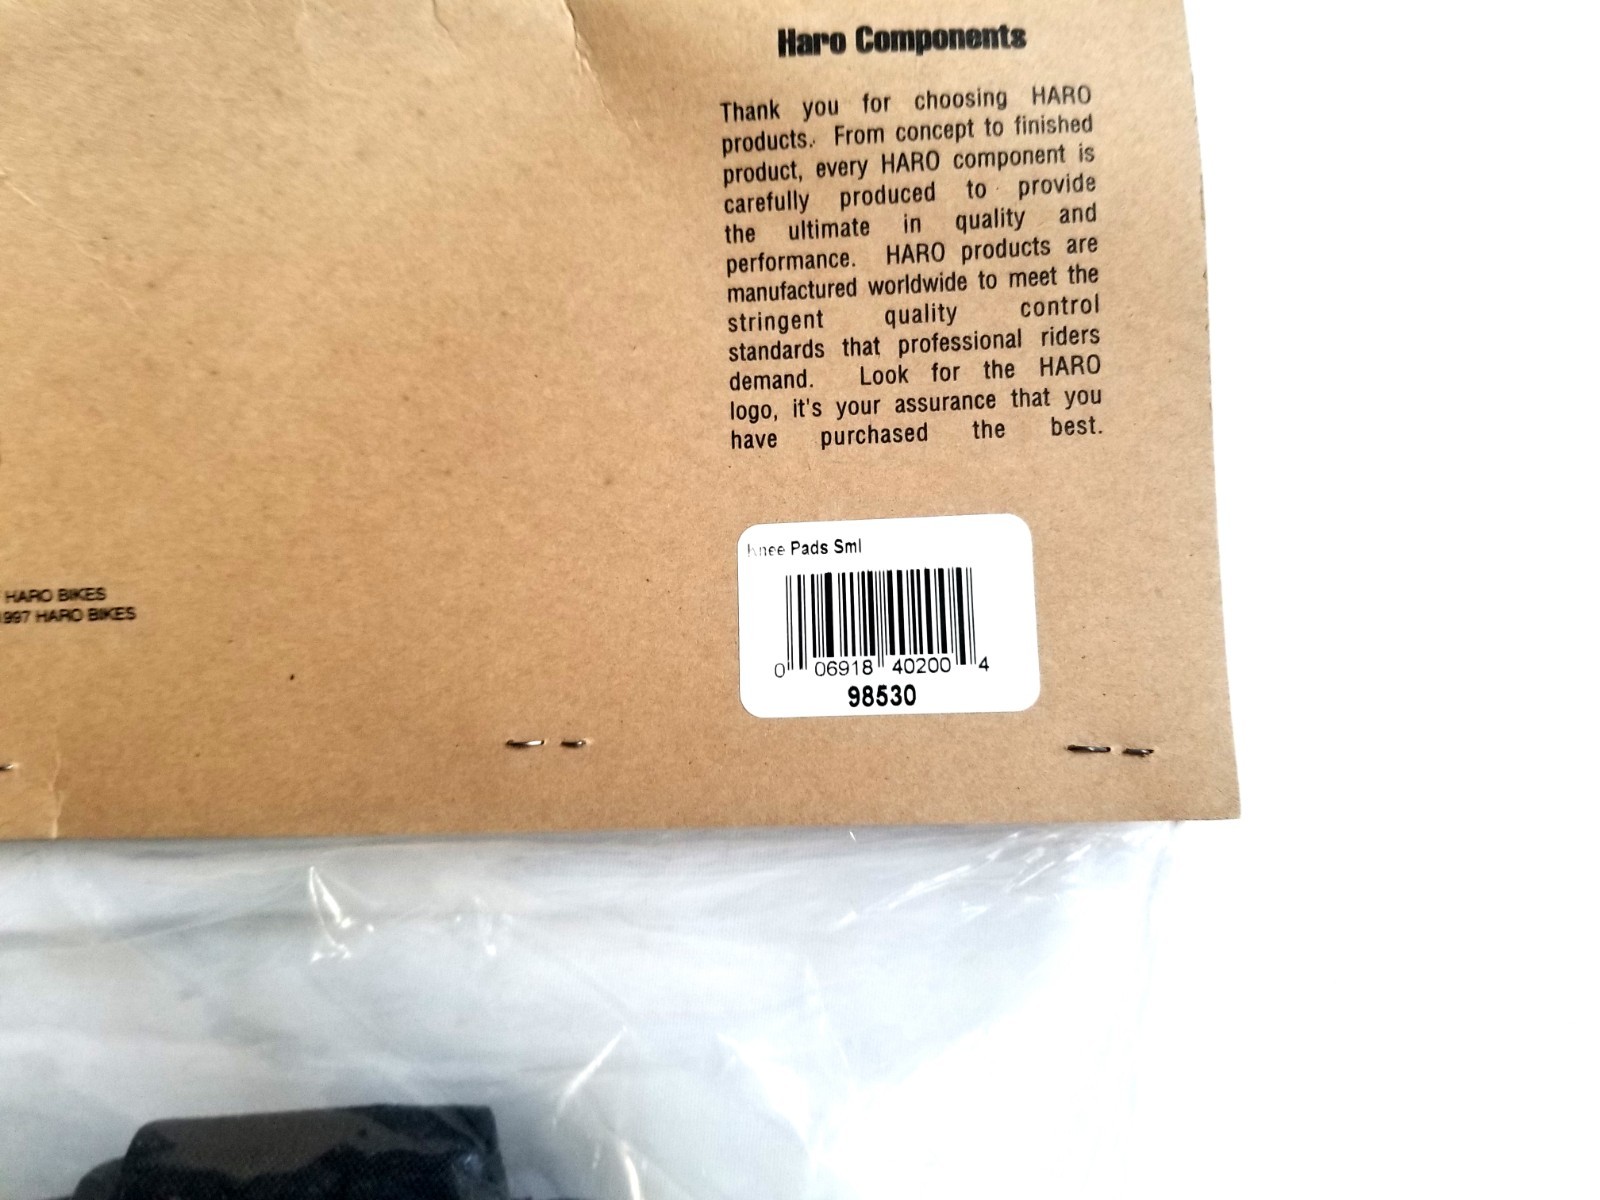 Haro Components
Thank you for choosing HARO
products. From concept to finished
product, every HARO component is
carefully produced to provide
the ultimate in quality and
performance. HARO products are
manufactured worldwide to meet the
stringent quality control
standards that professional riders
demand. Look for the HARO
logo, it's your assurance that you
have purchased the best.
HARO BIKES
1997 HARO BIKES
Knee Pads Sml
0 06918 40200 4
98530